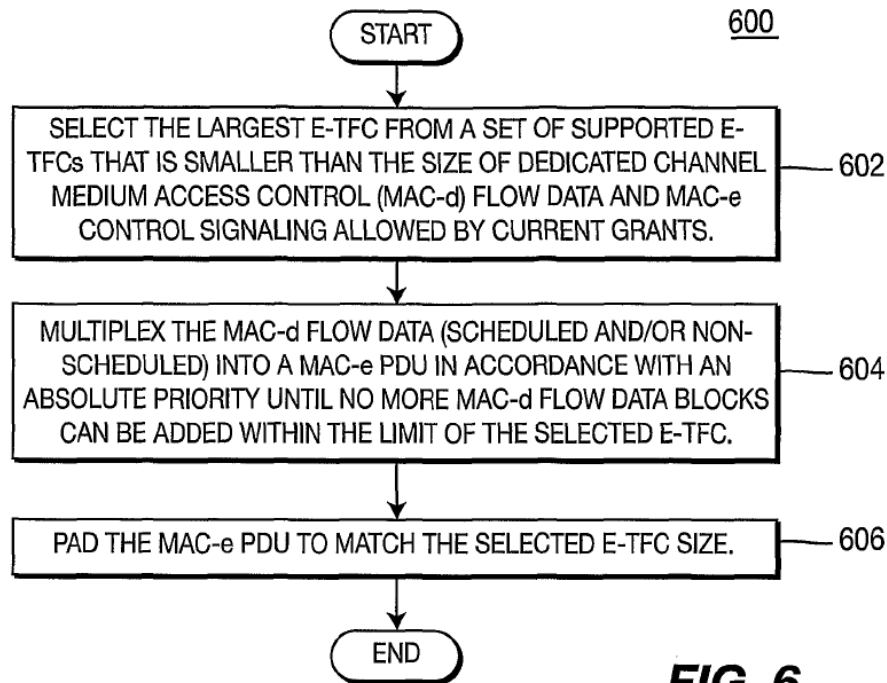 START
600
SELECT THE LARGEST E-TFC FROM A SET OF SUPPORTED E-
TFCs THAT IS SMALLER THAN THE SIZE OF DEDICATED CHANNEL
MEDIUM ACCESS CONTROL (MAC-d) FLOW DATA AND MAC-e
CONTROL SIGNALING ALLOWED BY CURRENT GRANTS.
602
MULTIPLEX THE MAC-d FLOW DATA (SCHEDULED AND/OR NON-
SCHEDULED) INTO A MAC-e PDU IN ACCORDANCE WITH AN
ABSOLUTE PRIORITY UNTIL NO MORE MAC-d FLOW DATA BLOCKS
CAN BE ADDED WITHIN THE LIMIT OF THE SELECTED E-TFC.
604
PAD THE MAC-e PDU TO MATCH THE SELECTED E-TFC SIZE.
606
END
FIG. 6